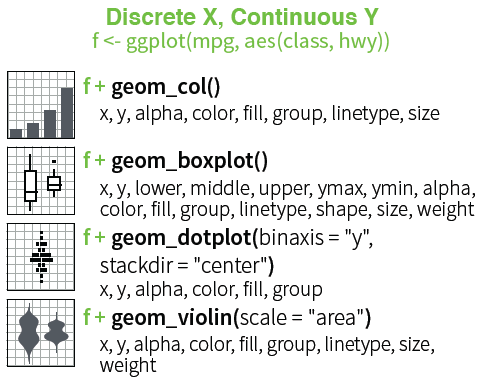 Discrete X, Continuous Y
f <- ggplot(mpg, aes(class, hwy))
f + geom_col()
x, y, alpha, color, fill, group, linetype, size
f + geom_boxplot()
x, y, lower, middle, upper, ymax, ymin, alpha,
color, fill, group, linetype, shape, size, weight
f + geom_dotplot(binaxis = "y",
stackdir = "center")
x, y, alpha, color, fill, group
f + geom_violin(scale = "area")
x, y, alpha, color, fill, group, linetype, size,
weight